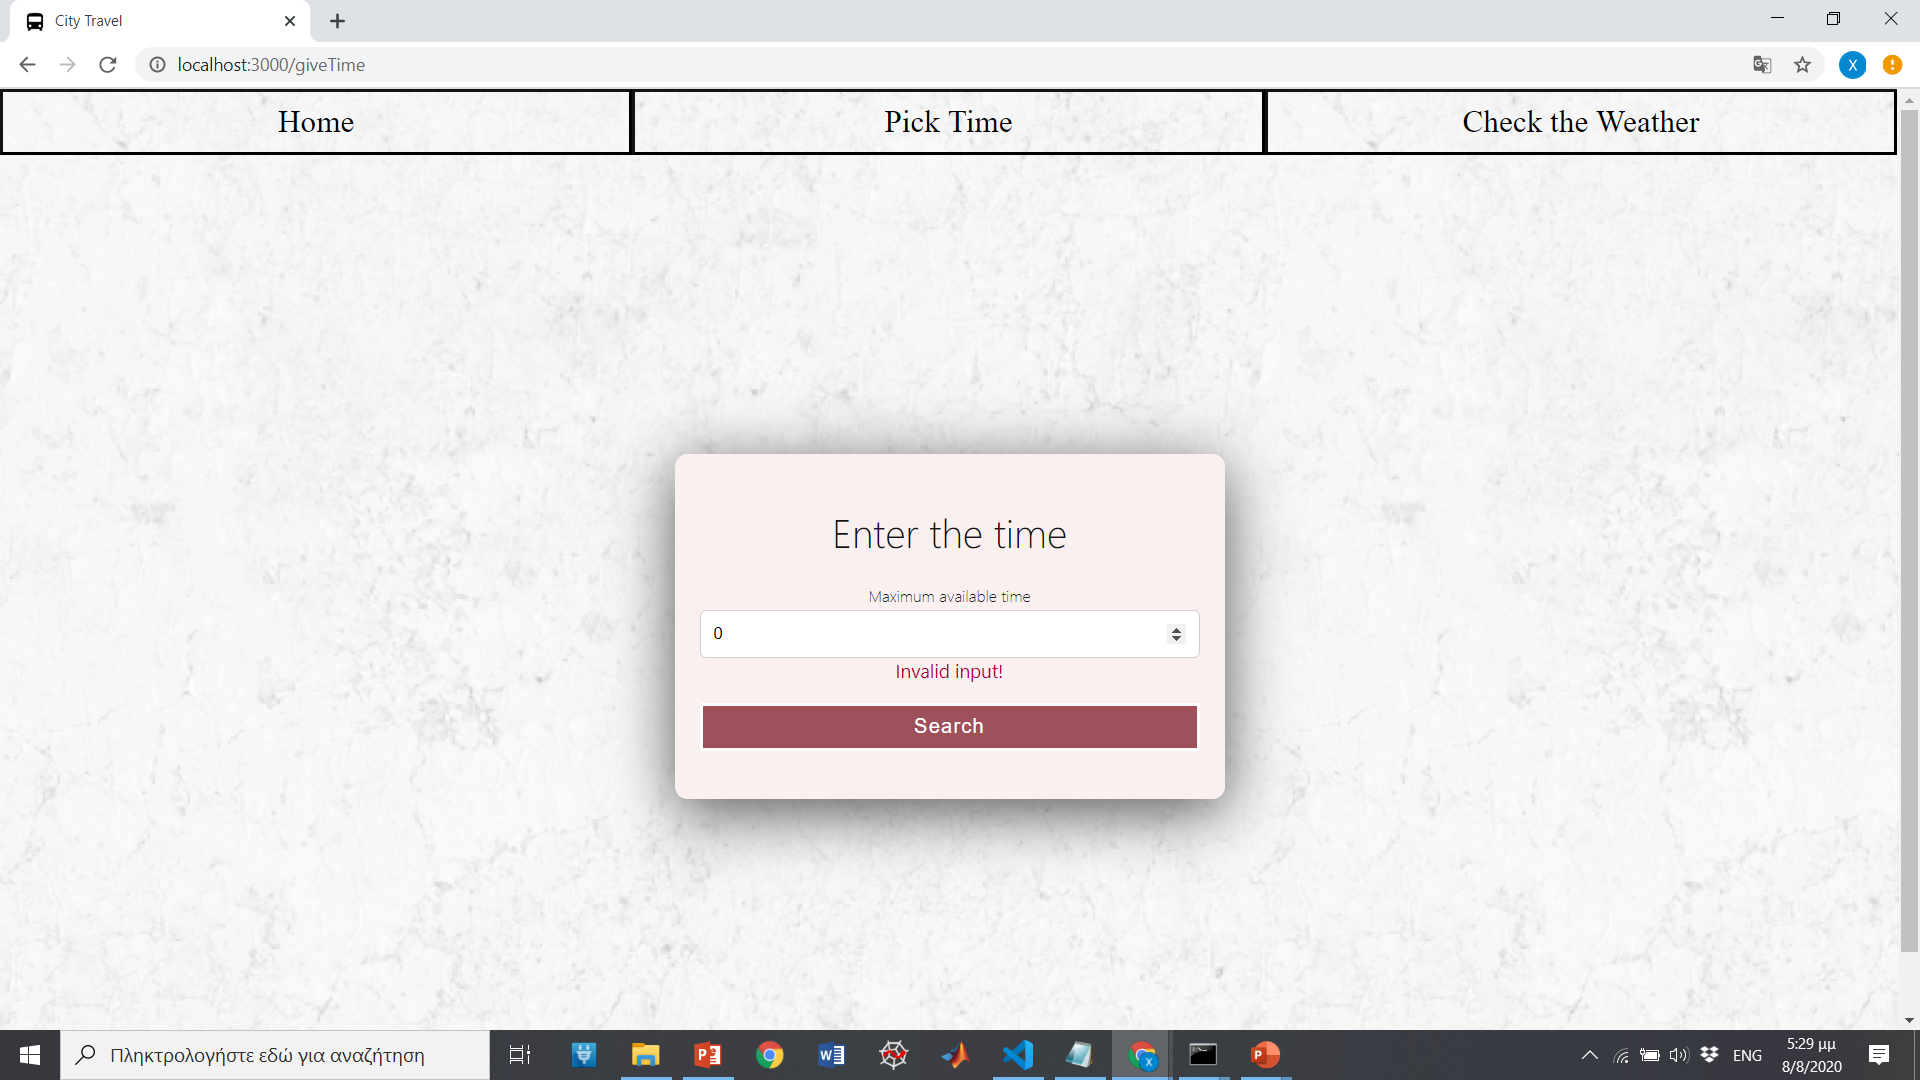 City Travel
localhost:3000/giveTime
X
Home
Pick Time
Check the Weather
Enter the time
Maximum available time
0
Invalid input!
Search
Πληκτρολογήστε εδώ για αναζήτηση
ENG
5:29 μμ
8/8/2020